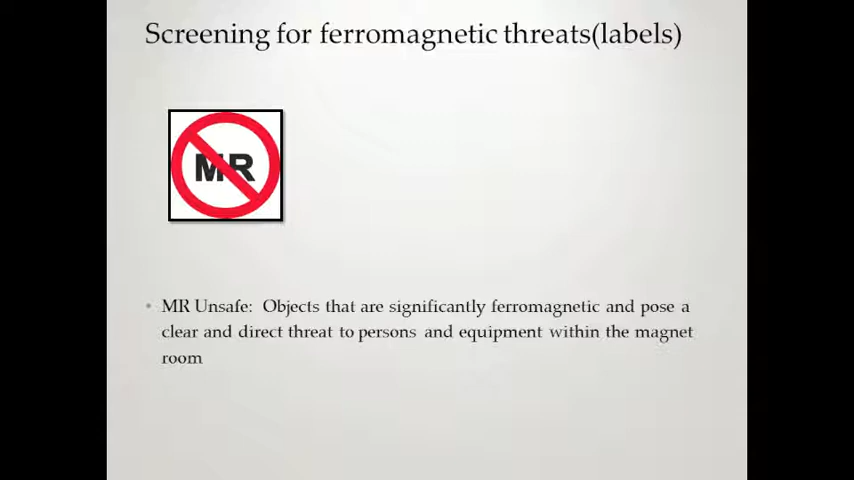 Screening for ferromagnetic threats(labels)
MR
• MR Unsafe: Objects that are significantly ferromagnetic and pose a
clear and direct threat to persons and equipment within the magnet
room